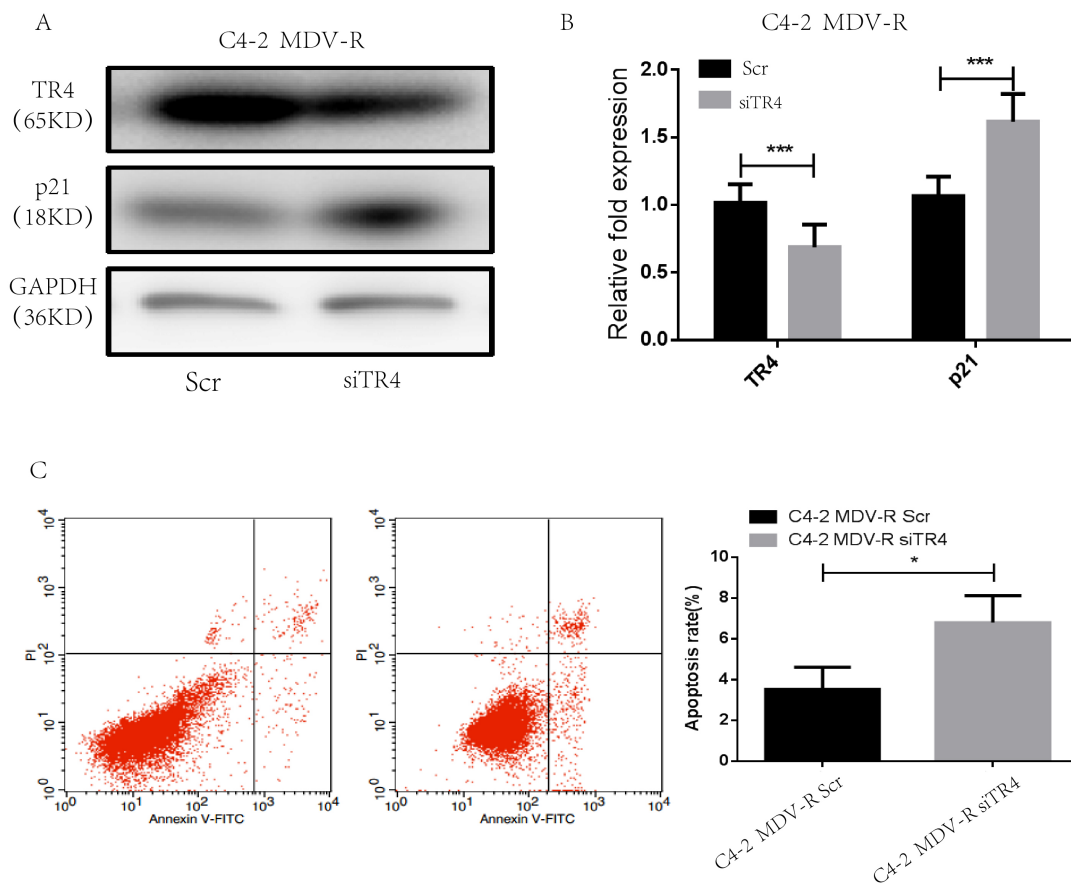 A
C4-2 MDV-R
TR4
(65KD)
p21
(18KD)
GAPDH
(36KD)
Scr siTR4
B
C4-2 MDV-R
Scr
siTR4
***
***
Relative fold expression
2.0
1.5
1.0
0.5
0.0
TR4 p21
C
PI
10^4
10^3
10^2
10^1
10^0
10^0 10^1 10^2 10^3 10^4
Annexin V-FITC
PI
10^4
10^3
10^2
10^1
10^0
10^0 10^1 10^2 10^3 10^4
Annexin V-FITC
C4-2 MDV-R Scr
C4-2 MDV-R siTR4
*
Apoptosis rate(%)
10
8
6
4
2
0
C4-2 MDV-R Scr
C4-2 MDV-R siTR4